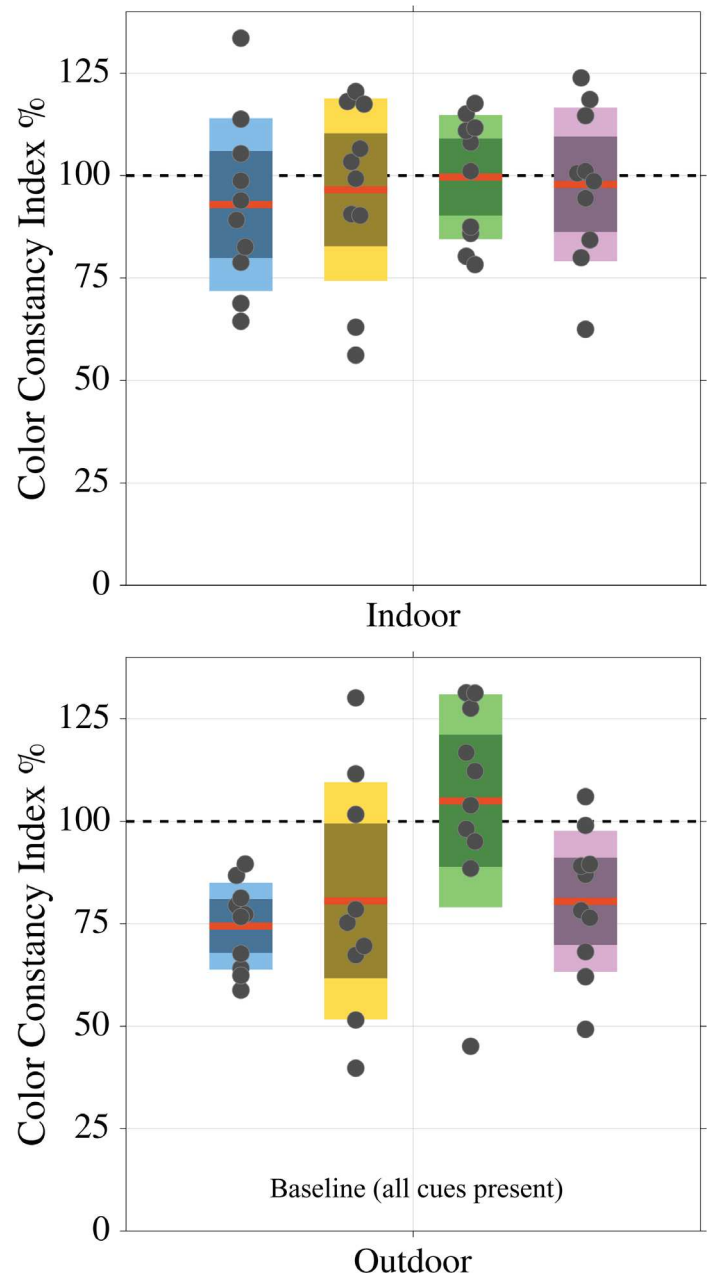 Color Constancy Index %
125
100
75
50
25
0
Indoor
Color Constancy Index %
125
100
75
50
25
0
Baseline (all cues present)
Outdoor